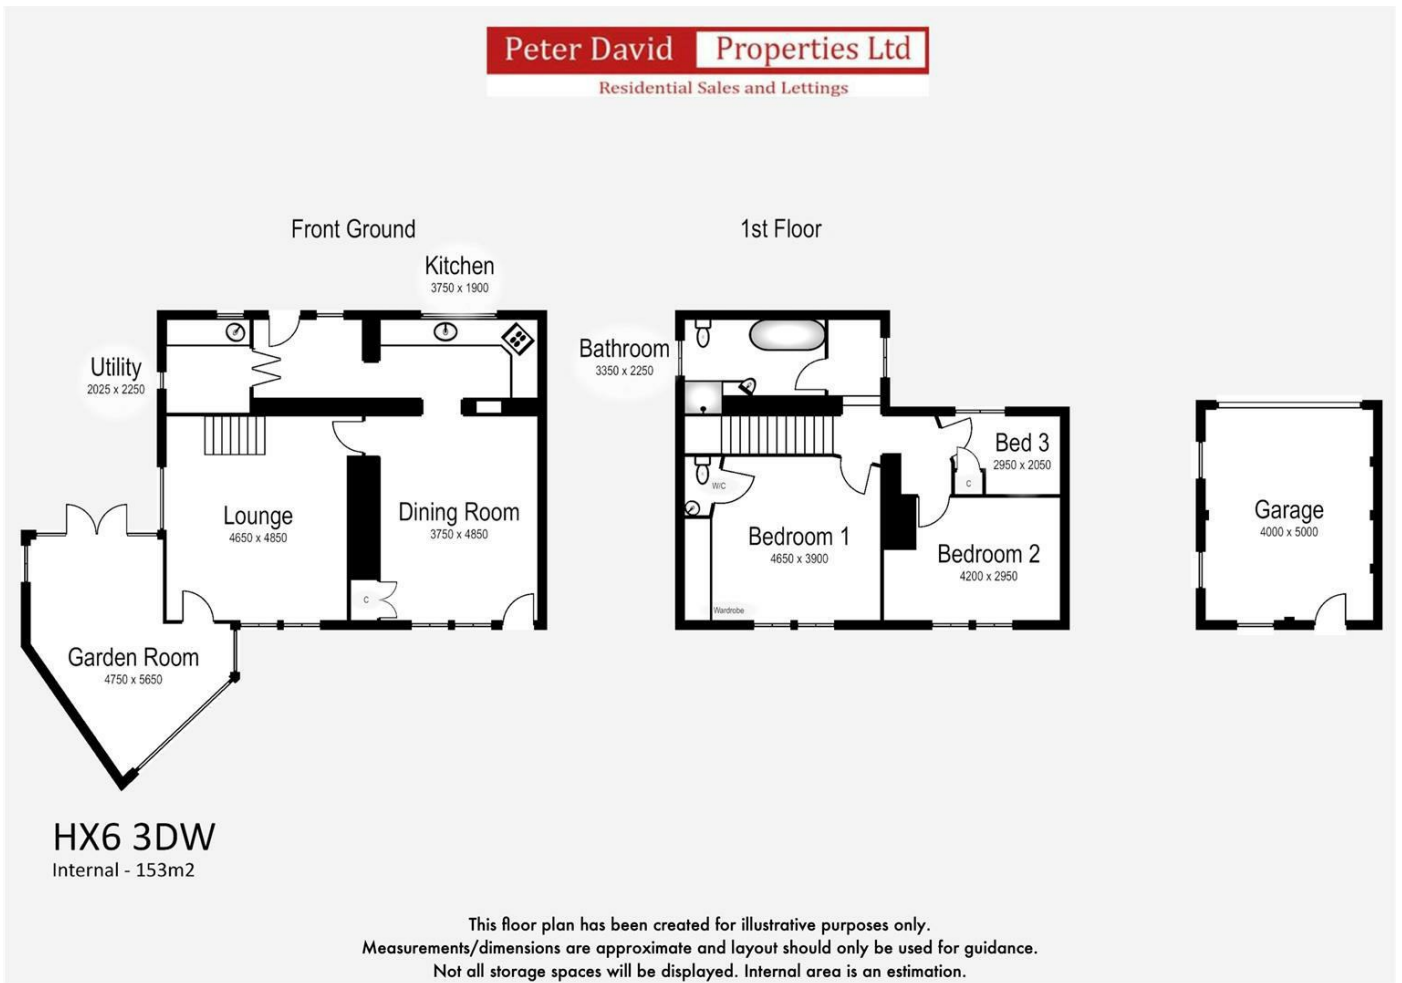 Peter David Properties Ltd
Residential Sales and Lettings
Front Ground
1st Floor
Kitchen
3750 x 1900
Utility
2025 x 2250
Bathroom
3350 x 2250
Bed 3
2950 x 2050
C
W/C
Lounge
4650 x 4850
Dining Room
3750 x 4850
Bedroom 1
4650 x 3900
Bedroom 2
4200 x 2950
Garage
4000 x 5000
C
Wardrobe
Garden Room
4750 x 5650
HX6 3DW
Internal - 153m2
This floor plan has been created for illustrative purposes only.
Measurements/dimensions are approximate and layout should only be used for guidance.
Not all storage spaces will be displayed. Internal area is an estimation.